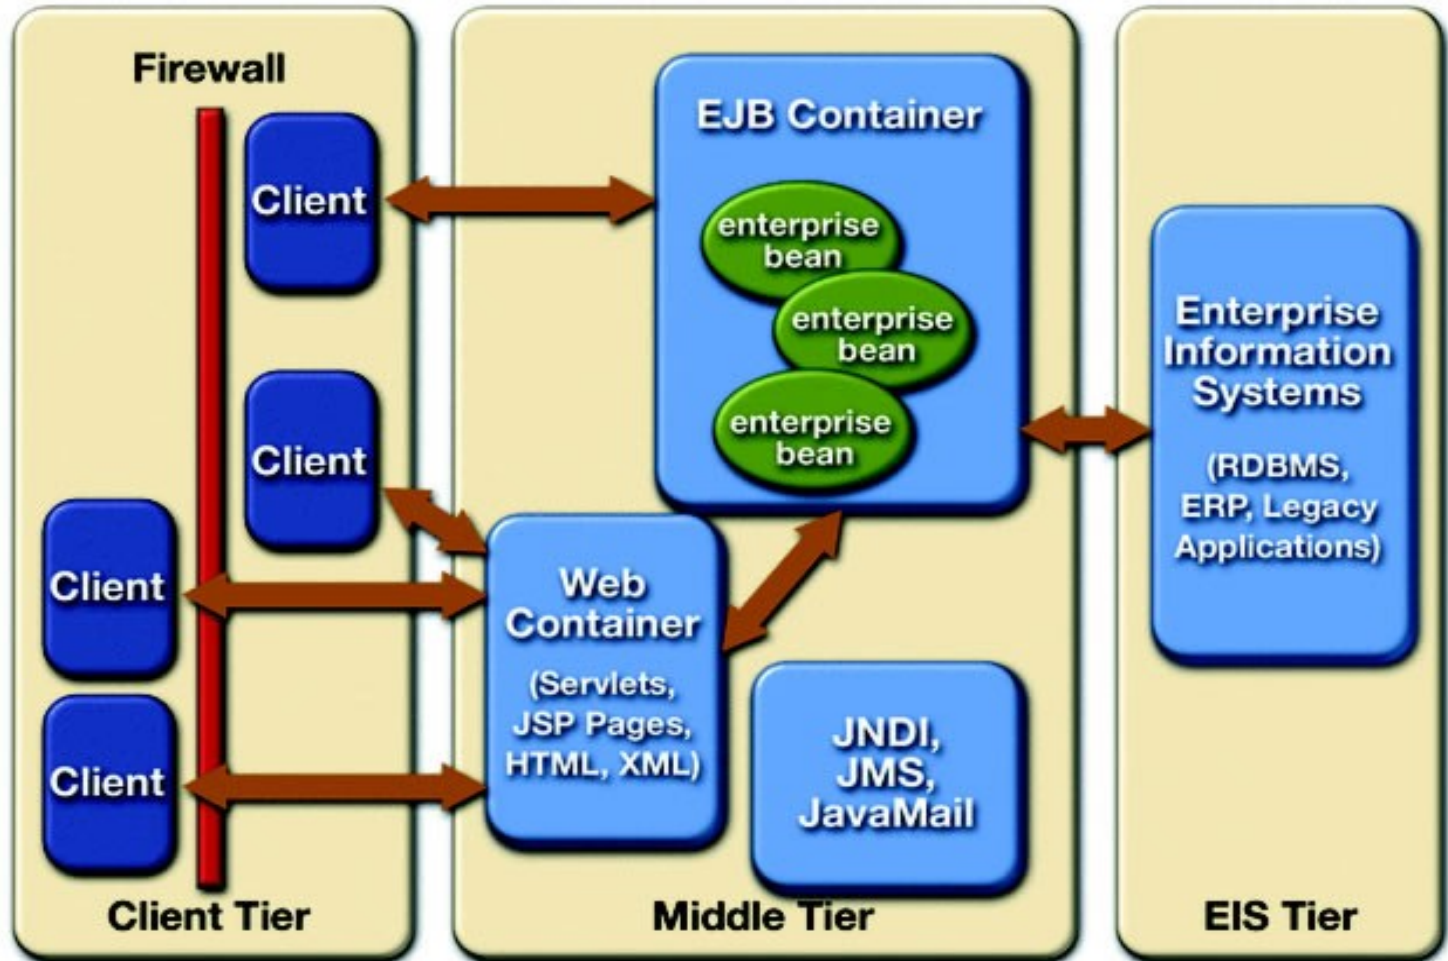 Firewall
Client
Client
Client
Client
Client Tier
EJB Container
enterprise
bean
enterprise
bean
enterprise
bean
Web
Container
(Servlets,
JSP Pages,
HTML, XML)
JNDI,
JMS,
JavaMail
Middle Tier
Enterprise
Information
Systems
(RDBMS,
ERP, Legacy
Applications)
EIS Tier